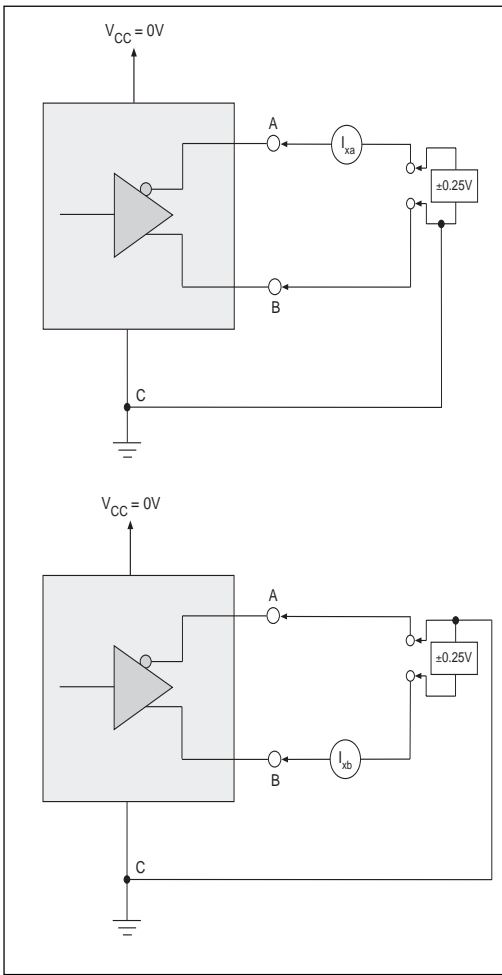 V_CC = 0V
A
I_xa
±0.25V
B
C
V_CC = 0V
A
±0.25V
B
I_xb
C